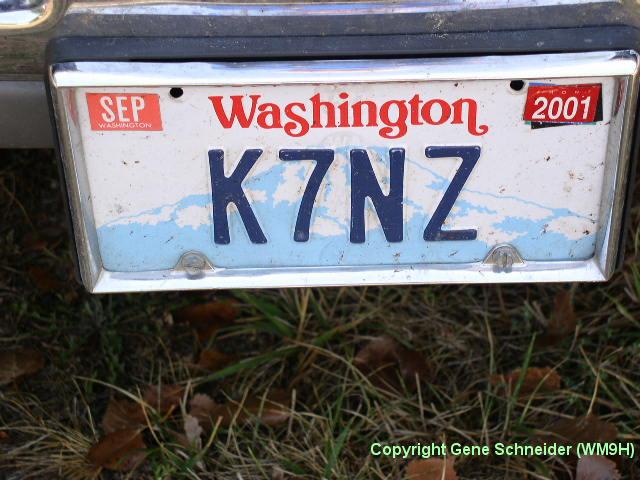 SEP
WASHINGTON
Washington
2001
K7NZ
Copyright Gene Schneider (WM9H)